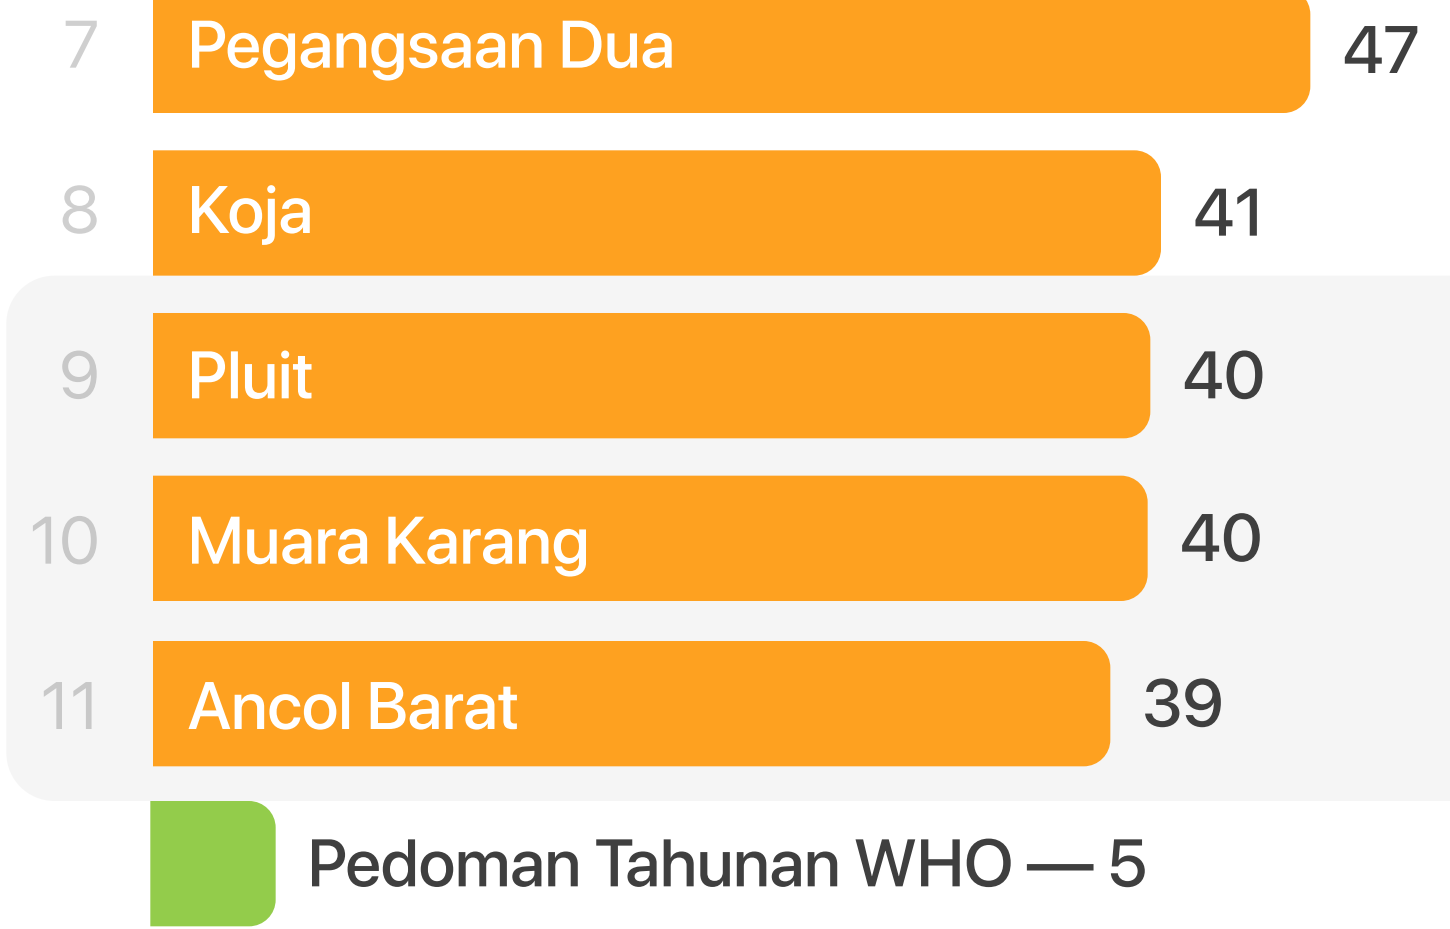 7 Pegangsaan Dua 47
8 Koja 41
9 Pluit 40
10 Muara Karang 40
11 Ancol Barat 39
Pedoman Tahunan WHO — 5